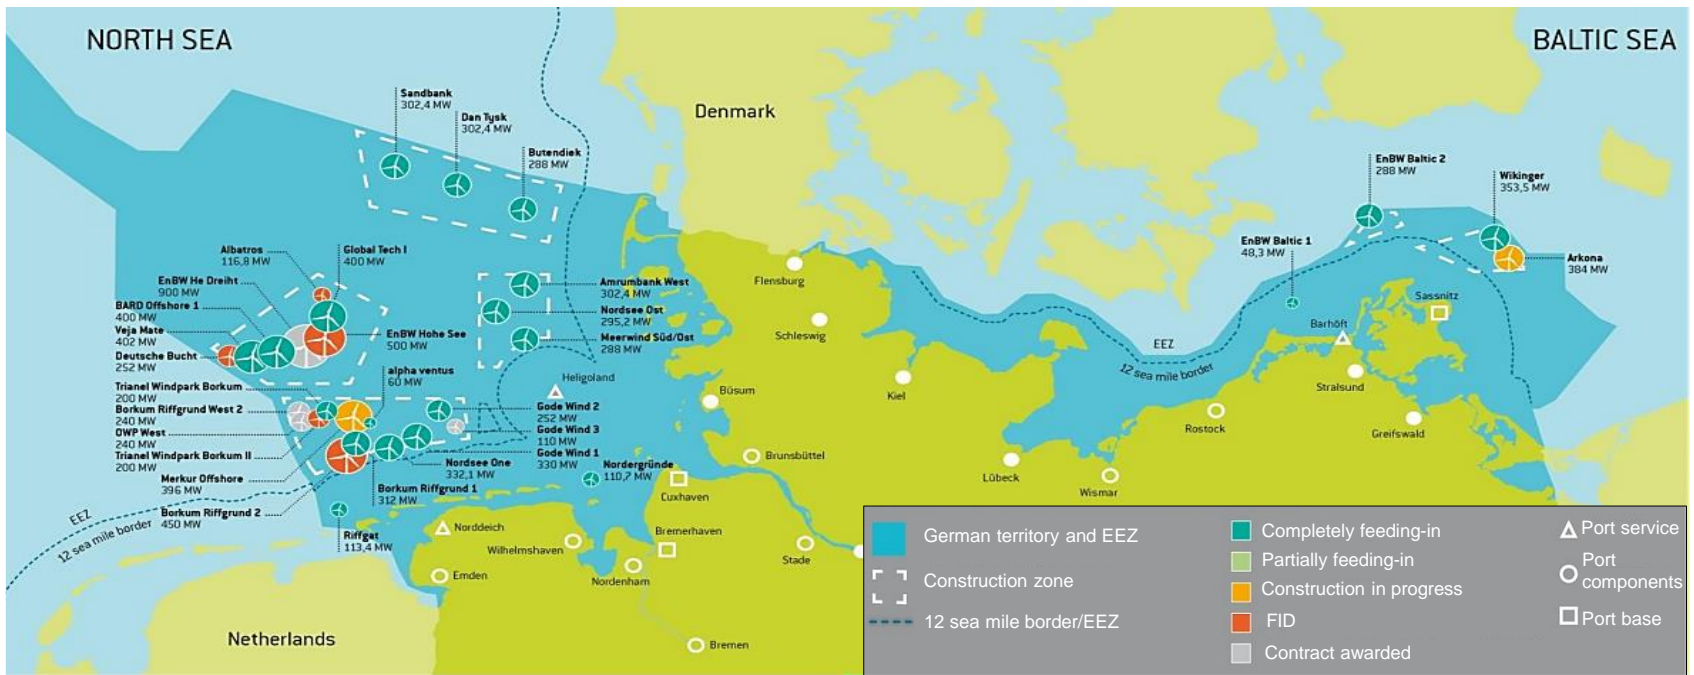 NORTH SEA
BALTIC SEA
Denmark
Netherlands
Sandbank
302,4 MW
Dan Tysk
302,4 MW
Butendiek
288 MW
Albatros
116,8 MW
Global Tech I
400 MW
EnBW He Dreiht
900 MW
BARD Offshore 1
400 MW
Veja Mate
402 MW
Deutsche Bucht
252 MW
EnBW Hohe See
500 MW
alpha ventus
60 MW
Trianel Windpark Borkum
200 MW
Borkum Riffgrund West 2
240 MW
OWP West
240 MW
Trianel Windpark Borkum II
200 MW
Merkur Offshore
396 MW
Borkum Riffgrund 2
450 MW
Amrumbank West
302,4 MW
Nordsee Ost
295,2 MW
Meerwind Süd/Ost
288 MW
Heligoland
Gode Wind 2
252 MW
Gode Wind 3
110 MW
Gode Wind 1
330 MW
Nordsee One
332,1 MW
Borkum Riffgrund 1
312 MW
Nordergründe
110,7 MW
Riffgat
113,4 MW
EEZ
12 sea mile border
Norddeich
Emden
Wilhelmshaven
Nordenham
Bremerhaven
Cuxhaven
Bremen
Stade
Brunsbüttel
Büsum
Flensburg
Schleswig
Kiel
Lübeck
Wismar
Rostock
EEZ
12 sea mile border
EnBW Baltic 1
48,3 MW
EnBW Baltic 2
288 MW
Wikinger
353,5 MW
Arkona
384 MW
Sassnitz
Barhöft
Stralsund
Greifswald
German territory and EEZ
Construction zone
12 sea mile border/EEZ
Completely feeding-in
Partially feeding-in
Construction in progress
FID
Contract awarded
Port service
Port
components
Port base